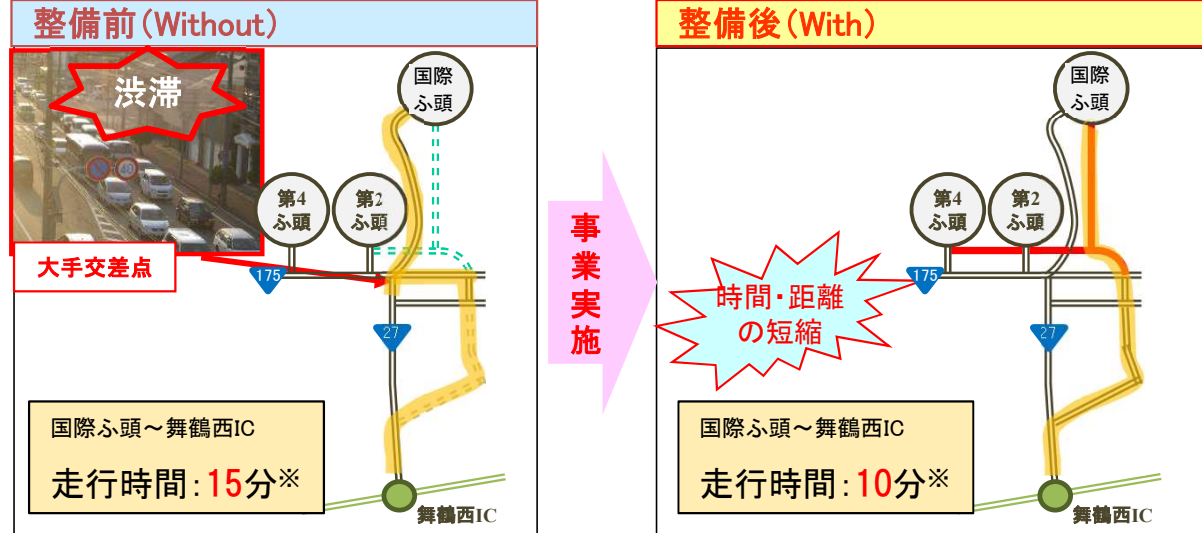 整備前(Without)
渋滞
40
大手交差点
国際
ふ頭
第4
ふ頭
第2
ふ頭
175
27
国際ふ頭～舞鶴西IC
走行時間:15分※
舞鶴西IC
事業実施
整備後(With)
国際
ふ頭
第4
ふ頭
第2
ふ頭
175
時間・距離
の短縮
27
国際ふ頭～舞鶴西IC
走行時間:10分※
舞鶴西IC